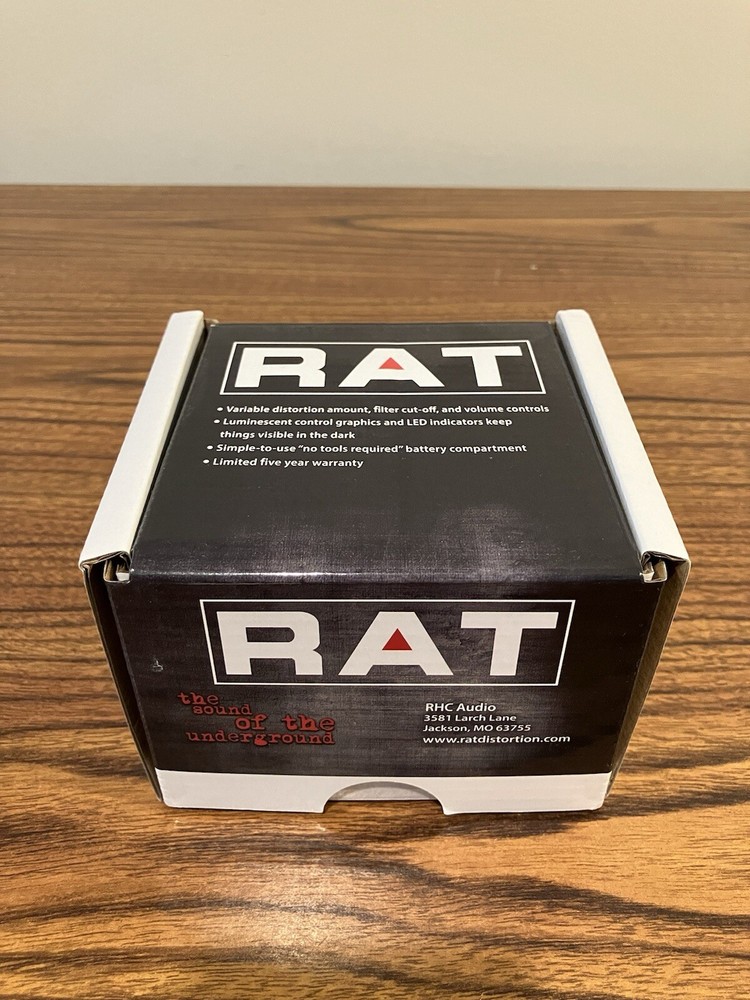 RAT
• Variable distortion amount, filter cut-off, and volume controls
• Luminescent control graphics and LED indicators keep
things visible in the dark
• Simple-to-use "no tools required" battery compartment
• Limited five year warranty
RAT
the
sound
of the
underground
RHC Audio
3581 Larch Lane
Jackson, MO 63755
www.ratdistortion.com